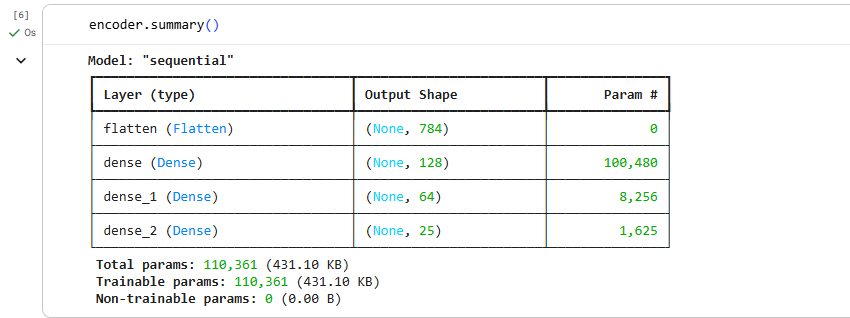 [6]
0s
encoder.summary()
Model: "sequential"
Layer (type) Output Shape Param #
flatten (Flatten) (None, 784) 0
dense (Dense) (None, 128) 100,480
dense_1 (Dense) (None, 64) 8,256
dense_2 (Dense) (None, 25) 1,625
Total params: 110,361 (431.10 KB)
Trainable params: 110,361 (431.10 KB)
Non-trainable params: 0 (0.00 B)